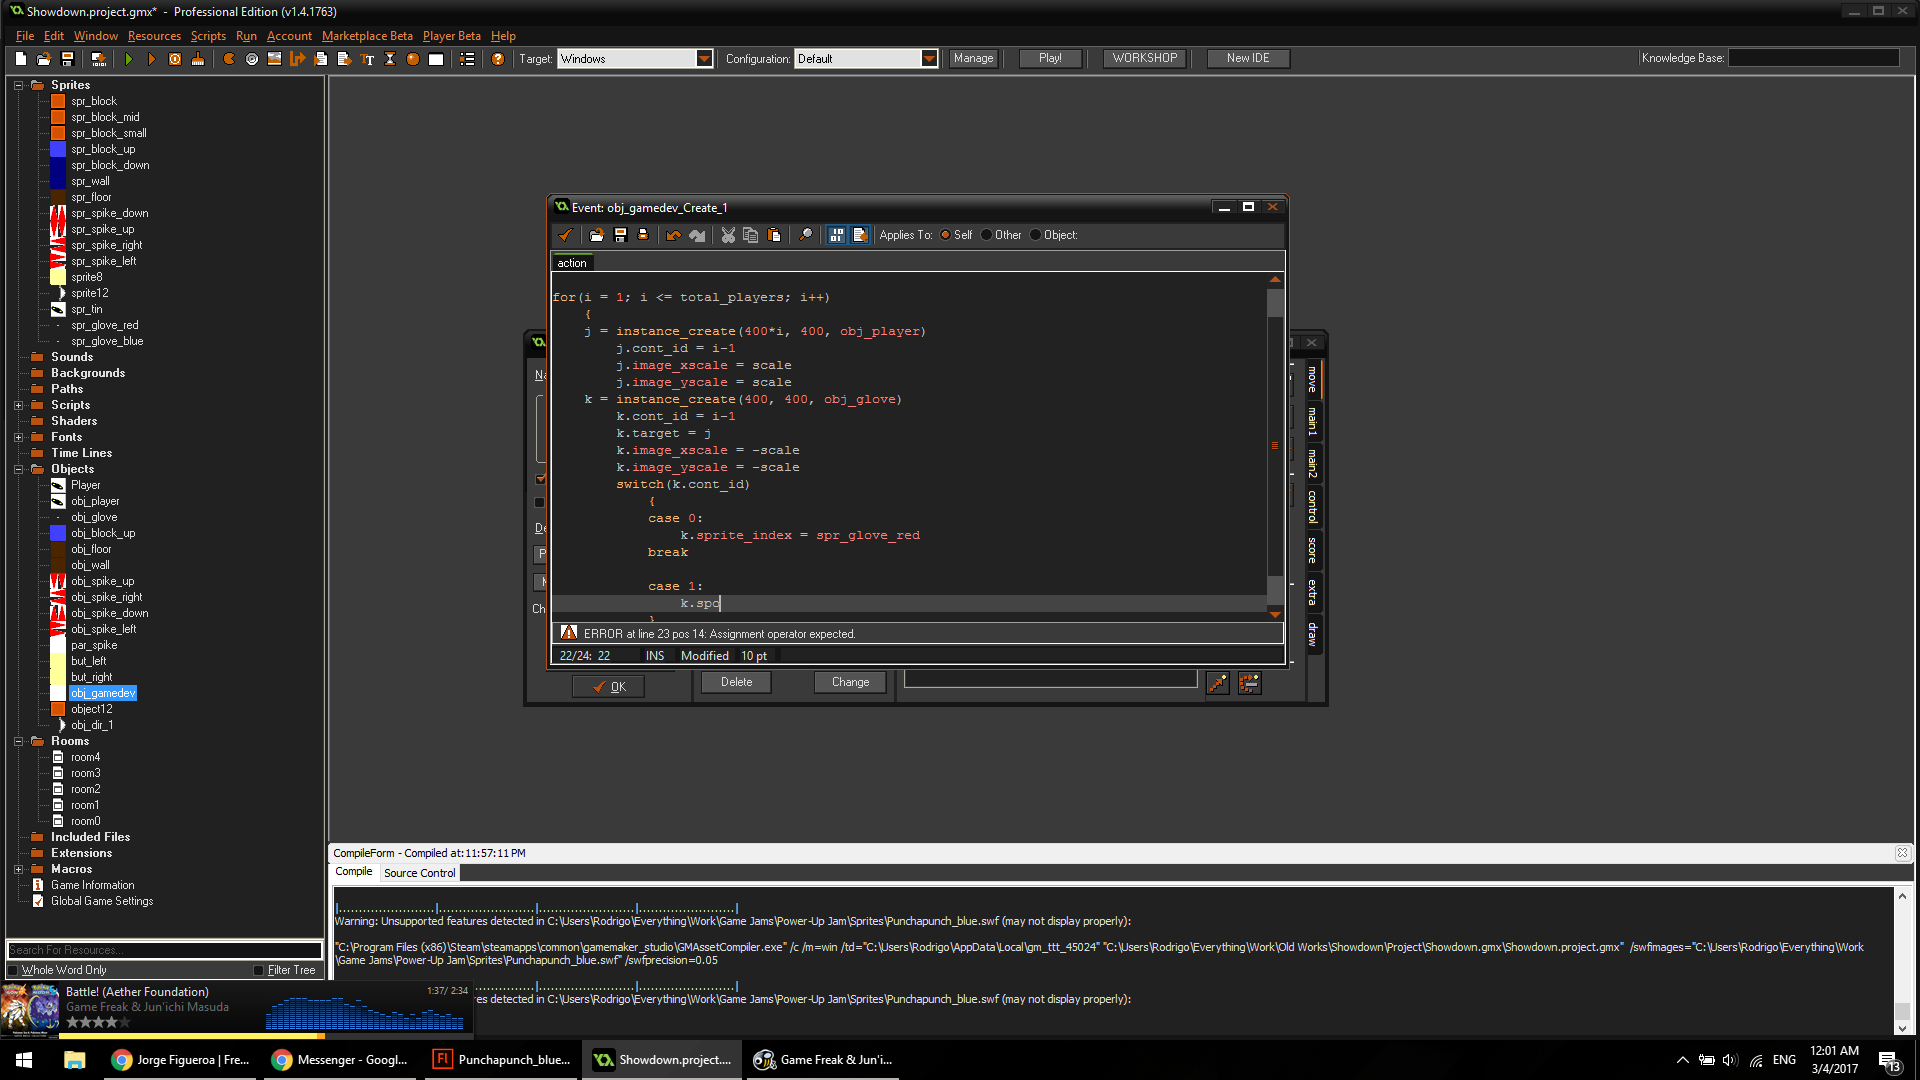 Showdown.project.gmx* - Professional Edition (v1.4.1763)
File Edit Window Resources Scripts Run Account Marketplace Beta Player Beta Help
Target: Windows Configuration: Default Manage Play! WORKSHOP New IDE Knowledge Base:
Sprites
spr_block
spr_block_mid
spr_block_small
spr_block_up
spr_block_down
spr_wall
spr_floor
spr_spike_down
spr_spike_up
spr_spike_right
spr_spike_left
sprite8
sprite12
spr_tin
spr_glove_red
spr_glove_blue
Sounds
Backgrounds
Paths
Scripts
Shaders
Fonts
Time Lines
Objects
Player
obj_player
obj_glove
obj_block_up
obj_floor
obj_wall
obj_spike_up
obj_spike_right
obj_spike_down
obj_spike_left
par_spike
but_left
but_right
obj_gamedev
object12
obj_dir_1
Rooms
room4
room3
room2
room1
room0
Included Files
Extensions
Macros
Game Information
Global Game Settings
Search For Resources...
Whole Word Only Filter Tree
Event: obj_gamedev_Create_1
Applies To: Self Other Object:
action
for(i = 1; i <= total_players; i++)
{
j = instance_create(400*i, 400, obj_player)
j.cont_id = i-1
j.image_xscale = scale
j.image_yscale = scale
k = instance_create(400, 400, obj_glove)
k.cont_id = i-1
k.target = j
k.image_xscale = -scale
k.image_yscale = -scale
switch(k.cont_id)
{
case 0:
k.sprite_index = spr_glove_red
break
case 1:
k.spo
}
ERROR at line 23 pos 14: Assignment operator expected.
22/24: 22 INS Modified 10 pt
Na
De
P
Ch
OK Delete Change
move
main1
main2
control
score
extra
draw
CompileForm - Compiled at:11:57:11 PM
Compile Source Control
|........................|........................|........................|........................|
Warning: Unsupported features detected in C:\Users\Rodrigo\Everything\Work\Game Jams\Power-Up Jam\Sprites\Punchapunch_blue.swf (may not display properly):
"C:\Program Files (x86)\Steam\steamapps\common\gamemaker_studio\GMAssetCompiler.exe" /c /m=win /td="C:\Users\Rodrigo\AppData\Local\gm_ttt_45024" "C:\Users\Rodrigo\Everything\Work\Old Works\Showdown\Project\Showdown.gmx\Showdown.project.gmx" /swfimages="C:\Users\Rodrigo\Everything\Work
\Game Jams\Power-Up Jam\Sprites\Punchapunch_blue.swf" /swfprecision=0.05
....................|........................|........................|
res detected in C:\Users\Rodrigo\Everything\Work\Game Jams\Power-Up Jam\Sprites\Punchapunch_blue.swf (may not display properly):
Battle! (Aether Foundation) 1:37/ 2:34
Game Freak & Jun'ichi Masuda
Jorge Figueroa | Fre...
Messenger - Googl...
Punchapunch_blue...
Showdown.project....
Game Freak & Jun'i...
ENG
12:01 AM
3/4/2017
13